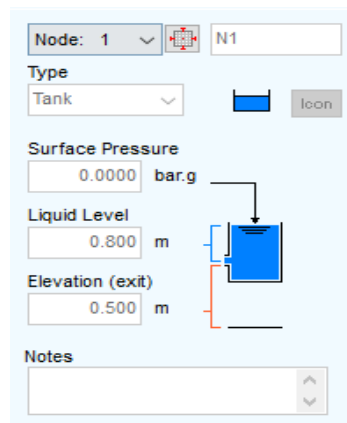 Node: 1 N1
Type
Tank Icon
Surface Pressure
0.0000 bar.g
Liquid Level
0.800 m
Elevation (exit)
0.500 m
Notes